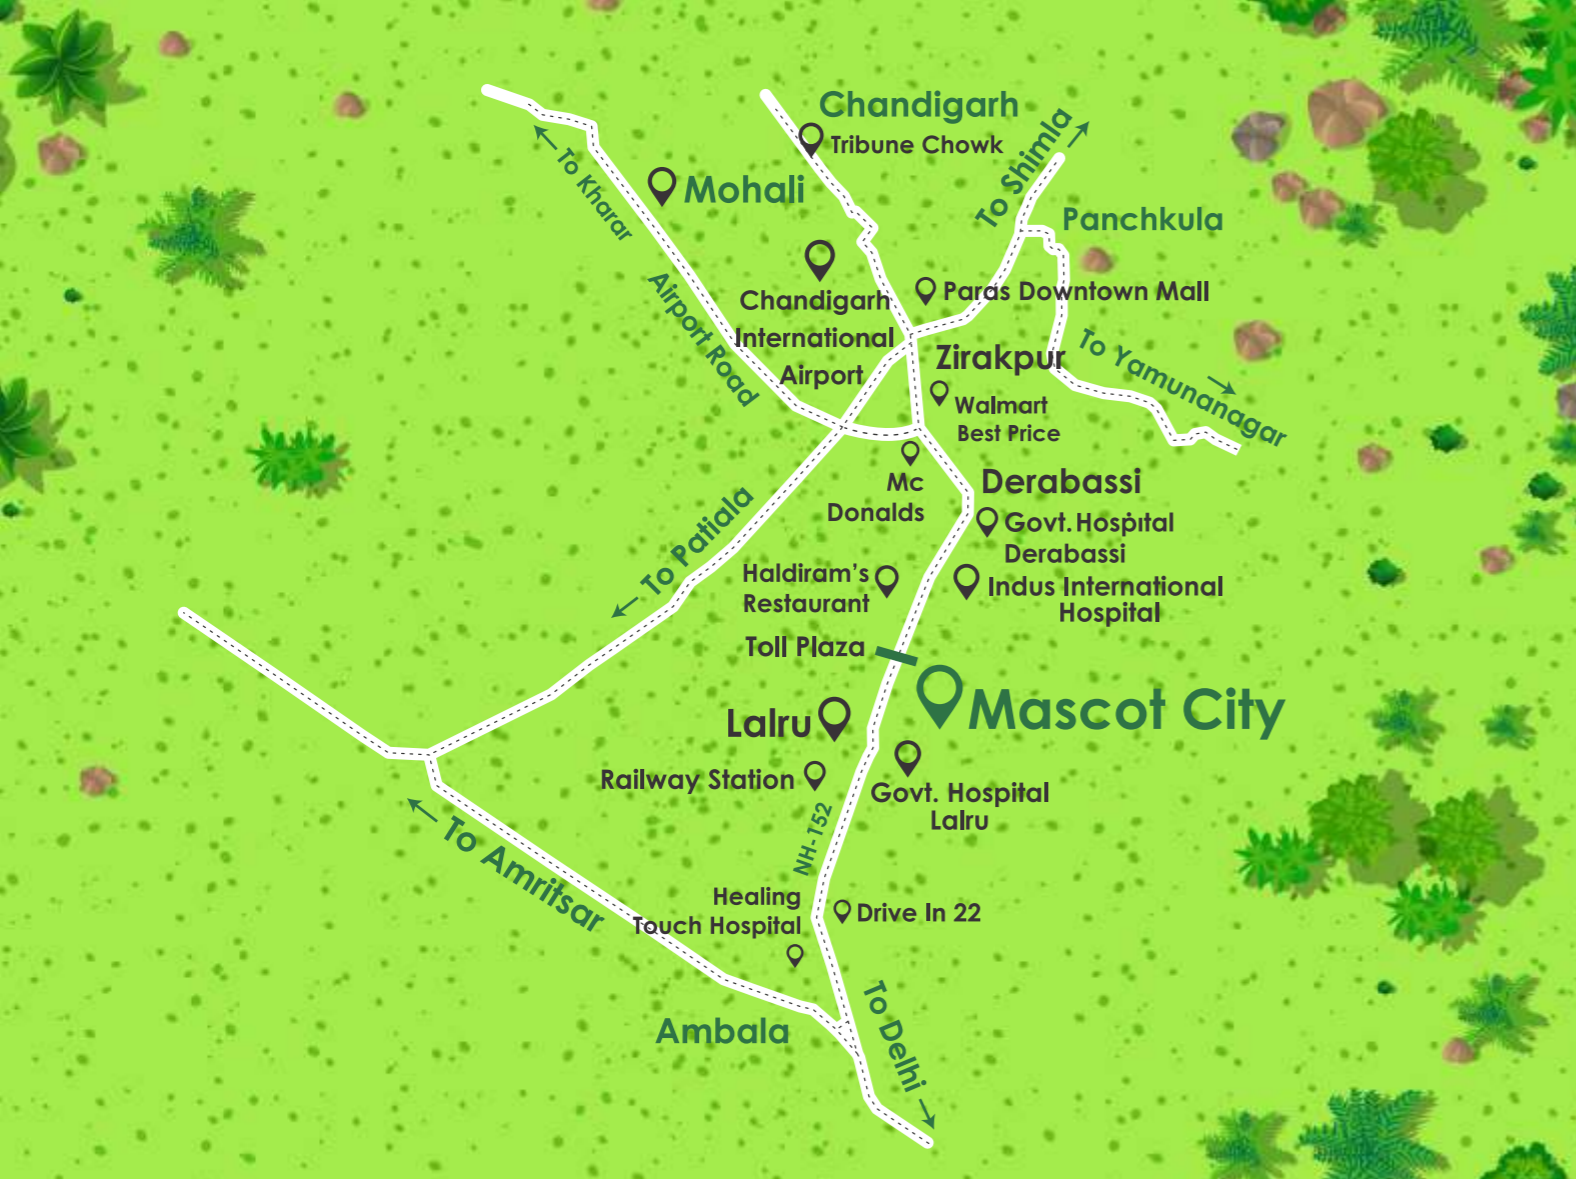 Chandigarh
Tribune Chowk
To Shimla
To Kharar
Mohali
Panchkula
Chandigarh
International
Airport
Paras Downtown Mall
Airport Road
Zirakpur
To Yamunanagar
Walmart
Best Price
Mc
Donalds
Derabassi
Govt. Hospital
Derabassi
To Patiala
Haldiram's
Restaurant
Indus International
Hospital
Toll Plaza
Mascot City
Lalru
Railway Station
Govt. Hospital
Lalru
NH-152
To Amritsar
Healing
Touch Hospital
Drive In 22
To Delhi
Ambala